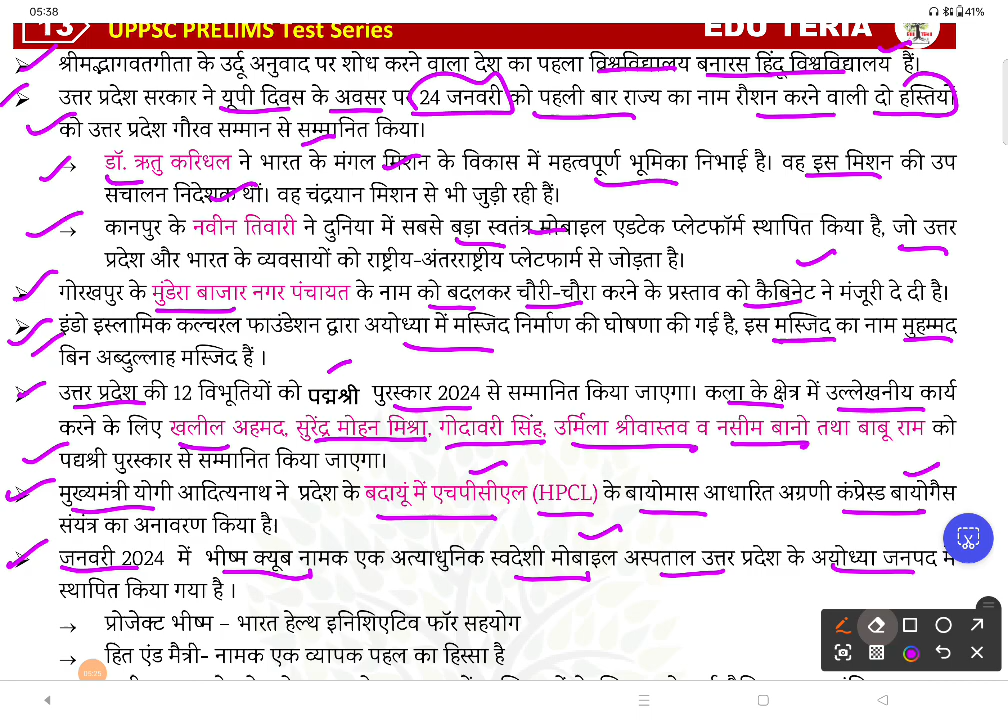 05:38
41%
13 UPPSC PRELIMS Test Series EDU TERIA
श्रीमद्भागवतगीता के उर्दू अनुवाद पर शोध करने वाला देश का पहला विश्वविद्यालय बनारस हिंदू विश्वविद्यालय हैं।
उत्तर प्रदेश सरकार ने यूपी दिवस के अवसर पर 24 जनवरी को पहली बार राज्य का नाम रौशन करने वाली दो हस्तियों
को उत्तर प्रदेश गौरव सम्मान से सम्मानित किया।
→ डॉ. ऋतु करिधल ने भारत के मंगल मिशन के विकास में महत्वपूर्ण भूमिका निभाई है। वह इस मिशन की उप
संचालन निदेशक थीं। वह चंद्रयान मिशन से भी जुड़ी रही हैं।
→ कानपुर के नवीन तिवारी ने दुनिया में सबसे बड़ा स्वतंत्र मोबाइल एडटेक प्लेटफॉर्म स्थापित किया है, जो उत्तर
प्रदेश और भारत के व्यवसायों को राष्ट्रीय-अंतरराष्ट्रीय प्लेटफार्म से जोड़ता है।
गोरखपुर के मुंडेरा बाजार नगर पंचायत के नाम को बदलकर चौरी-चौरा करने के प्रस्ताव को कैबिनेट ने मंजूरी दे दी है।
इंडो इस्लामिक कल्चरल फाउंडेशन द्वारा अयोध्या में मस्जिद निर्माण की घोषणा की गई है, इस मस्जिद का नाम मुहम्मद
बिन अब्दुल्लाह मस्जिद हैं ।
उत्तर प्रदेश की 12 विभूतियों को पद्मश्री पुरस्कार 2024 से सम्मानित किया जाएगा। कला के क्षेत्र में उल्लेखनीय कार्य
करने के लिए खलील अहमद, सुरेंद्र मोहन मिश्रा, गोदावरी सिंह, उर्मिला श्रीवास्तव व नसीम बानो तथा बाबू राम को
पद्मश्री पुरस्कार से सम्मानित किया जाएगा।
मुख्यमंत्री योगी आदित्यनाथ ने प्रदेश के बदायूं में एचपीसीएल (HPCL) के बायोमास आधारित अग्रणी कंप्रेस्ड बायोगैस
संयंत्र का अनावरण किया है।
जनवरी 2024 में भीष्म क्यूब नामक एक अत्याधुनिक स्वदेशी मोबाइल अस्पताल उत्तर प्रदेश के अयोध्या जनपद में
स्थापित किया गया है ।
→ प्रोजेक्ट भीष्म – भारत हेल्थ इनिशिएटिव फॉर सहयोग
→ हित एंड मैत्री- नामक एक व्यापक पहल का हिस्सा है